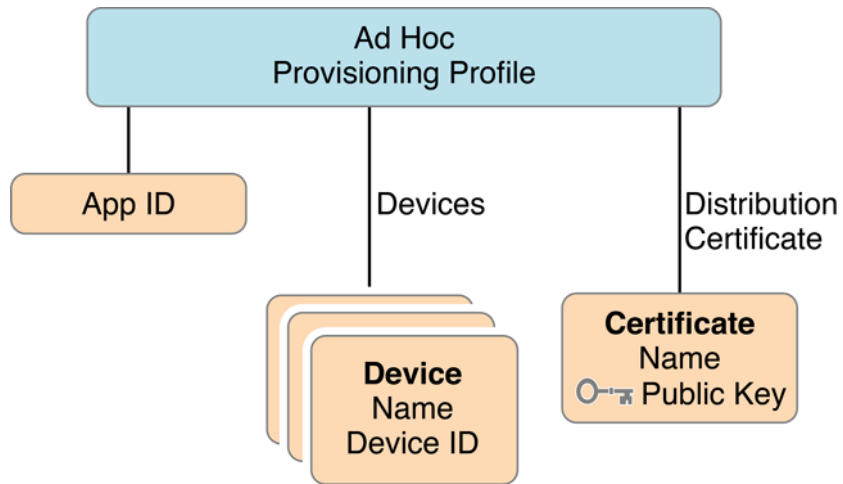 Ad Hoc
Provisioning Profile
App ID
Devices
Distribution
Certificate
Device
Name
Device ID
Certificate
Name
Public Key